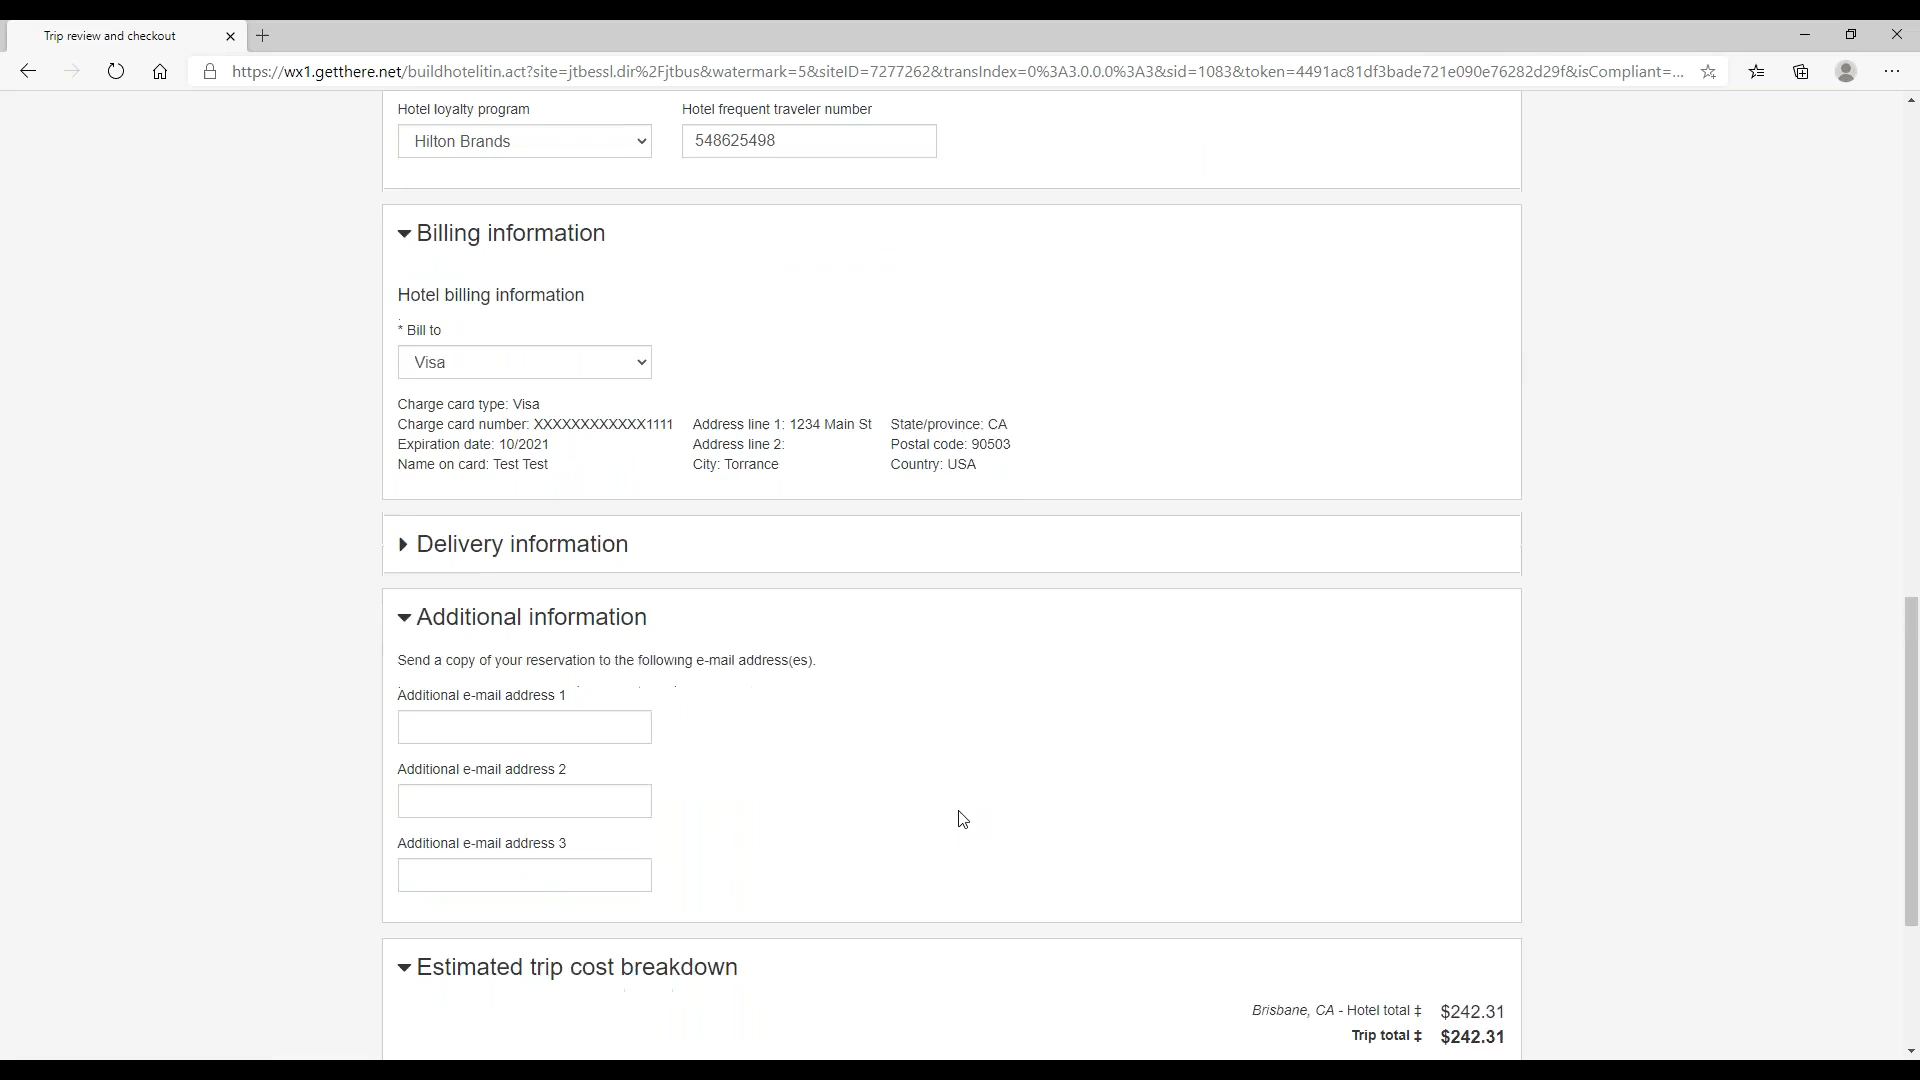 Trip review and checkout
https://wx1.getthere.net/buildhotelitin.act?site=jtbessl.dir%2Fjtbus&watermark=5&siteID=7277262&transIndex=0%3A3.0.0.0%3A3&sid=1083&token=4491ac81df3bade721e090e76282d29f&isCompliant=...
Hotel loyalty program Hotel frequent traveler number
Hilton Brands 548625498
Billing information
Hotel billing information
* Bill to
Visa
Charge card type: Visa
Charge card number: XXXXXXXXXXXX1111 Address line 1: 1234 Main St State/province: CA
Expiration date: 10/2021 Address line 2: Postal code: 90503
Name on card: Test Test City: Torrance Country: USA
Delivery information
Additional information
Send a copy of your reservation to the following e-mail address(es).
Additional e-mail address 1
Additional e-mail address 2
Additional e-mail address 3
Estimated trip cost breakdown
Brisbane, CA - Hotel total ‡ $242.31
Trip total ‡ $242.31